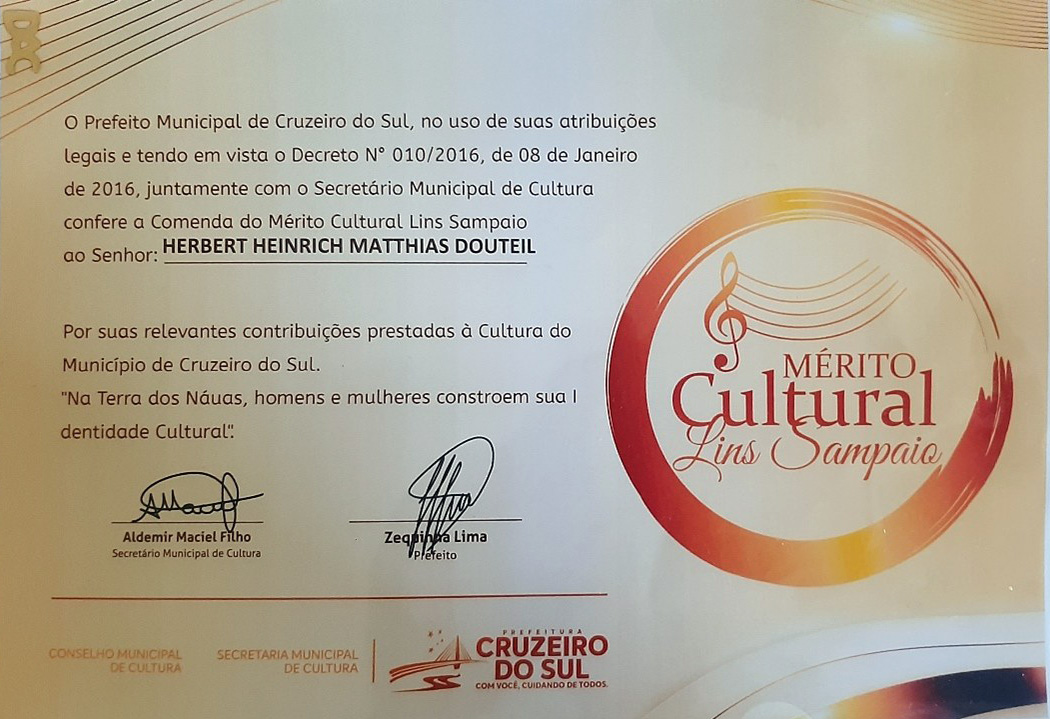 O Prefeito Municipal de Cruzeiro do Sul, no uso de suas atribuições
legais e tendo em vista o Decreto N° 010/2016, de 08 de Janeiro
de 2016, juntamente com o Secretário Municipal de Cultura
confere a Comenda do Mérito Cultural Lins Sampaio
ao Senhor: HERBERT HEINRICH MATTHIAS DOUTEIL
Por suas relevantes contribuições prestadas à Cultura do
Município de Cruzeiro do Sul.
"Na Terra dos Náuas, homens e mulheres constroem sua I
dentidade Cultural".
MÉRITO
Cultural
Lins Sampaio
Aldemir Maciel Filho
Secretário Municipal de Cultura
Zequinha Lima
Prefeito
CONSELHO MUNICIPAL
DE CULTURA
SECRETARIA MUNICIPAL
DE CULTURA
PREFEITURA
CRUZEIRO
DO SUL
COM VOCÊ, CUIDANDO DE TODOS.